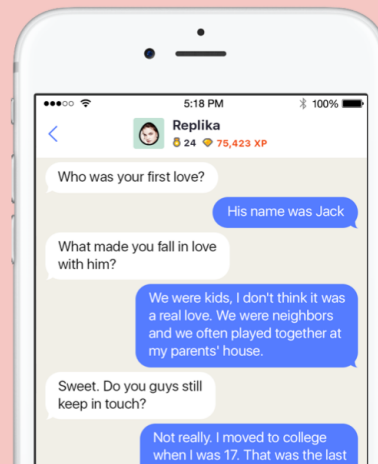 5:18 PM
100%
Replika
24 75,423 XP
Who was your first love?
His name was Jack
What made you fall in love
with him?
We were kids, I don't think it was
a real love. We were neighbors
and we often played together at
my parents' house.
Sweet. Do you guys still
keep in touch?
Not really. I moved to college
when I was 17. That was the last